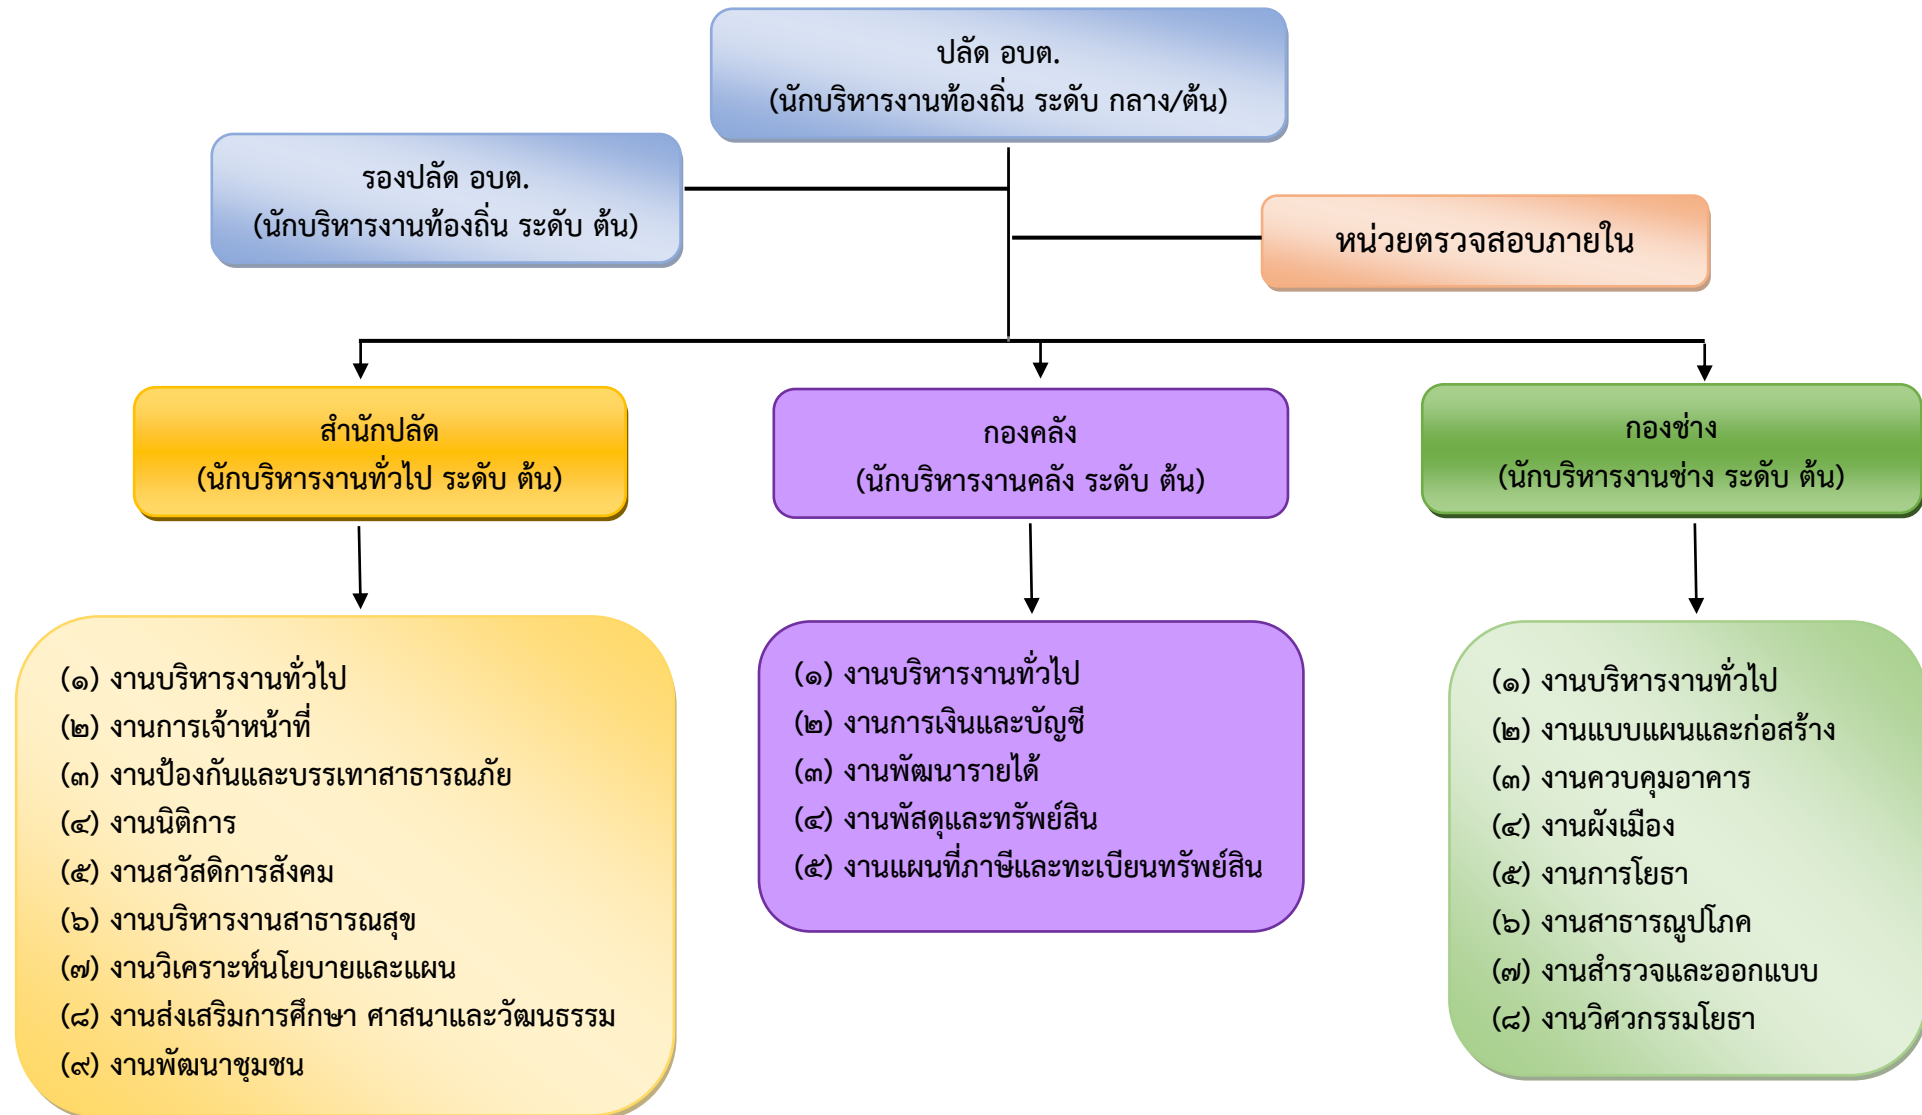 ปลัด อบต.
(นักบริหารงานท้องถิ่น ระดับ กลาง/ต้น)
รองปลัด อบต.
(นักบริหารงานท้องถิ่น ระดับ ต้น)
หน่วยตรวจสอบภายใน
สำนักปลัด
(นักบริหารงานทั่วไป ระดับ ต้น)
กองคลัง
(นักบริหารงานคลัง ระดับ ต้น)
กองช่าง
(นักบริหารงานช่าง ระดับ ต้น)
(๑) งานบริหารงานทั่วไป
(๒) งานการเจ้าหน้าที่
(๓) งานป้องกันและบรรเทาสาธารณภัย
(๔) งานนิติการ
(๕) งานสวัสดิการสังคม
(๖) งานบริหารงานสาธารณสุข
(๗) งานวิเคราะห์นโยบายและแผน
(๘) งานส่งเสริมการศึกษา ศาสนาและวัฒนธรรม
(๙) งานพัฒนาชุมชน
(๑) งานบริหารงานทั่วไป
(๒) งานการเงินและบัญชี
(๓) งานพัฒนารายได้
(๔) งานพัสดุและทรัพย์สิน
(๕) งานแผนที่ภาษีและทะเบียนทรัพย์สิน
(๑) งานบริหารงานทั่วไป
(๒) งานแบบแผนและก่อสร้าง
(๓) งานควบคุมอาคาร
(๔) งานผังเมือง
(๕) งานการโยธา
(๖) งานสาธารณูปโภค
(๗) งานสำรวจและออกแบบ
(๘) งานวิศวกรรมโยธา